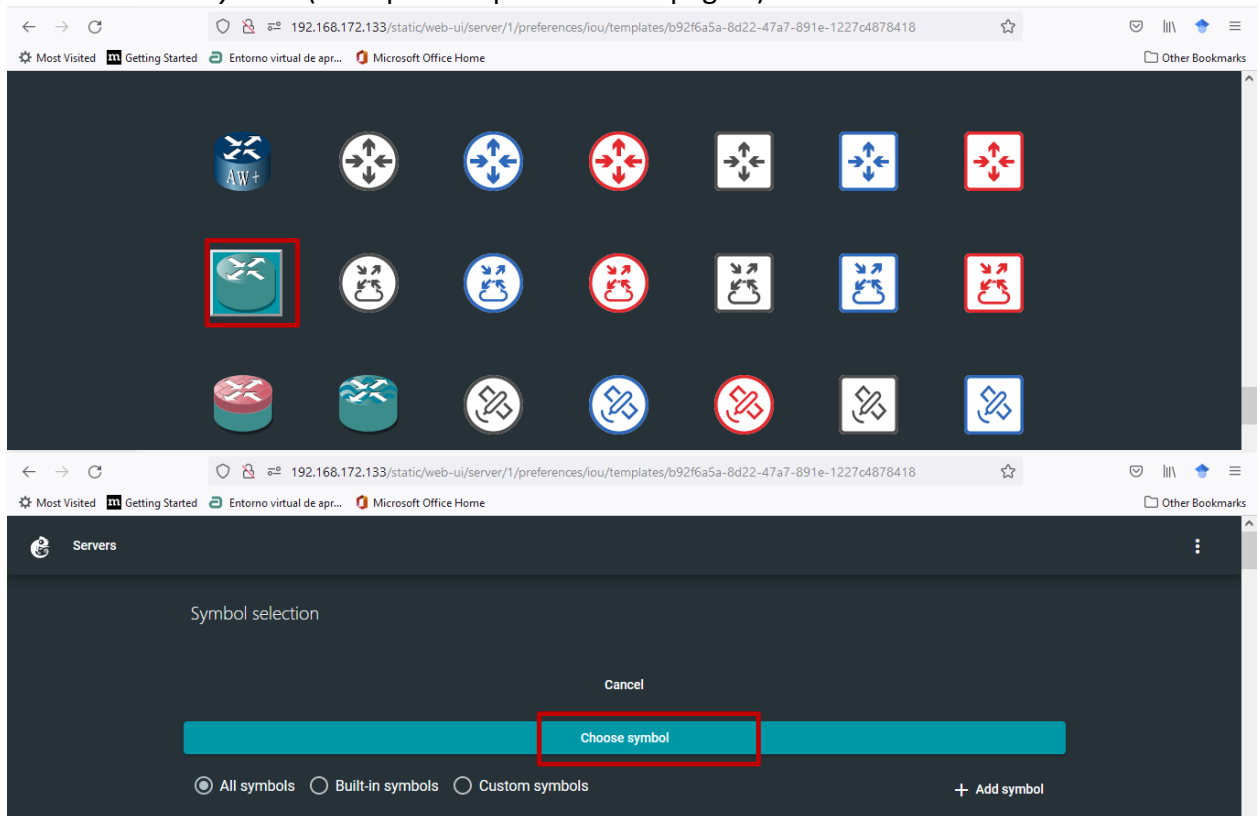 192.168.172.133/static/web-ui/server/1/preferences/iou/templates/b92f6a5a-8d22-47a7-891e-1227c4878418
Most Visited m Getting Started Entorno virtual de apr... Microsoft Office Home Other Bookmarks
AW+
192.168.172.133/static/web-ui/server/1/preferences/iou/templates/b92f6a5a-8d22-47a7-891e-1227c4878418
Most Visited m Getting Started Entorno virtual de apr... Microsoft Office Home Other Bookmarks
Servers
Symbol selection
Cancel
Choose symbol
All symbols Built-in symbols Custom symbols + Add symbol